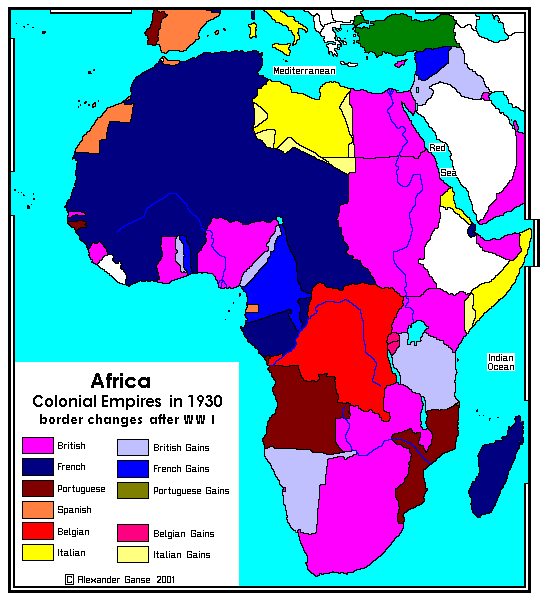 Mediterranean
Red
Sea
Indian
Ocean
Africa
Colonial Empires in 1930
border changes after WW I
British
British Gains
French
French Gains
Portuguese
Portuguese Gains
Spanish
Belgian
Belgian Gains
Italian
Italian Gains
© Alexander Ganse 2001